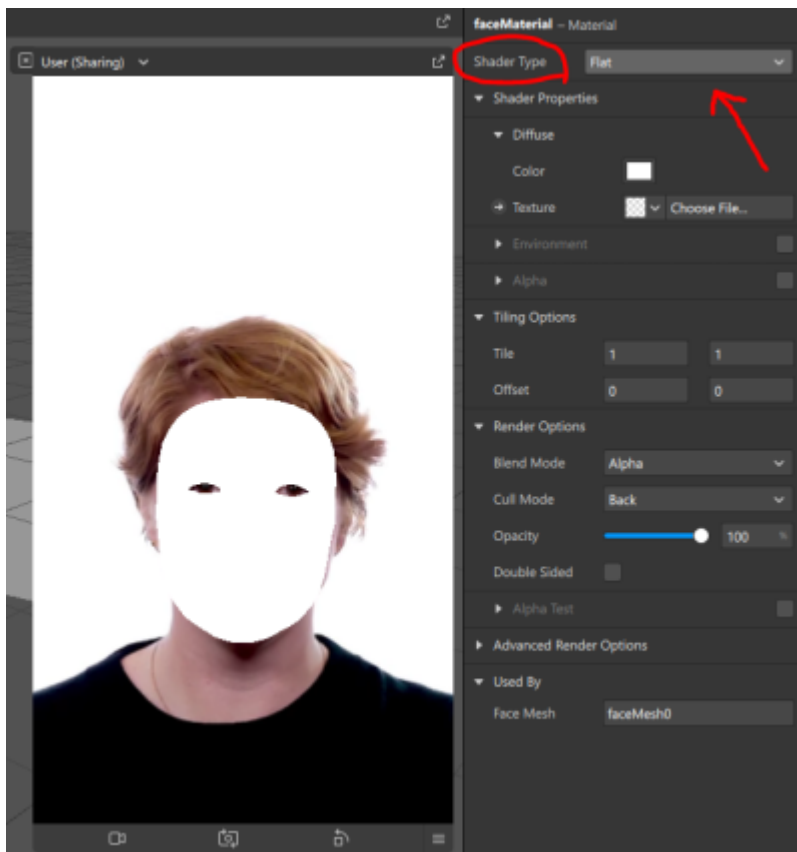 faceMaterial – Material
User (Sharing)
Shader Type Flat
Shader Properties
Diffuse
Color
Texture Choose File...
Environment
Alpha
Tiling Options
Tile 1 1
Offset 0 0
Render Options
Blend Mode Alpha
Cull Mode Back
Opacity 100 %
Double Sided
Alpha Test
Advanced Render Options
Used By
Face Mesh faceMesh0